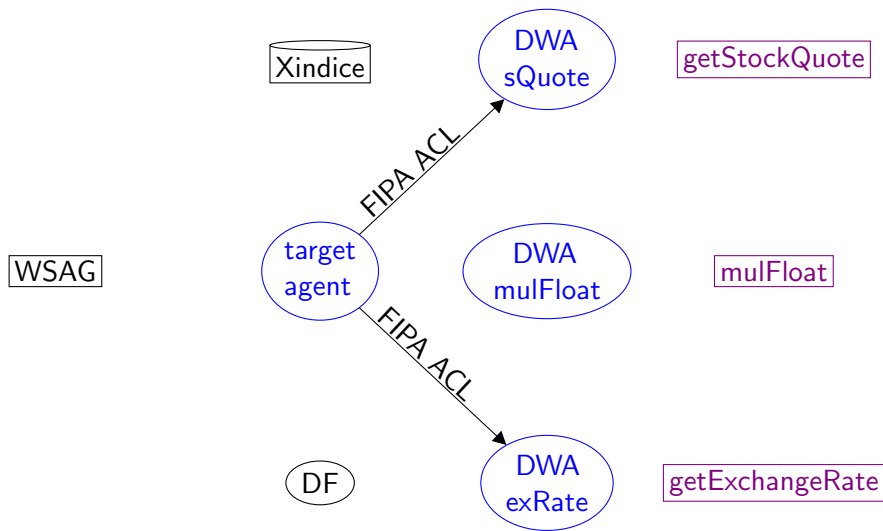 Xindice
DWA
sQuote
getStockQuote
FIPA ACL
WSAG
target
agent
DWA
mulFloat
mulFloat
FIPA ACL
DF
DWA
exRate
getExchangeRate